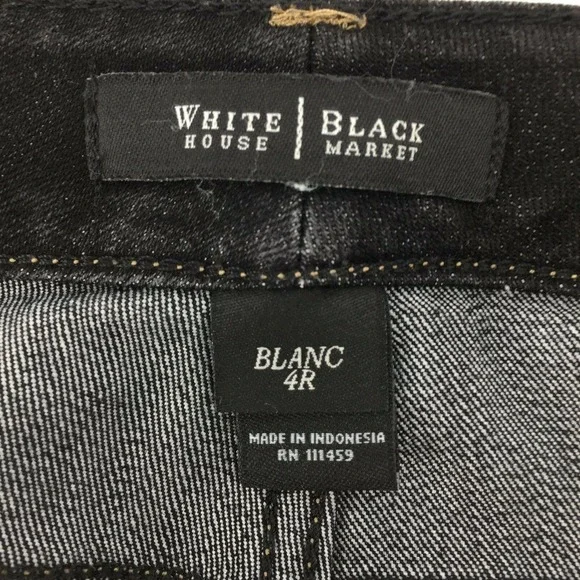 WHITE | BLACK
HOUSE | MARKET
BLANC
4R
MADE IN INDONESIA
RN 111459